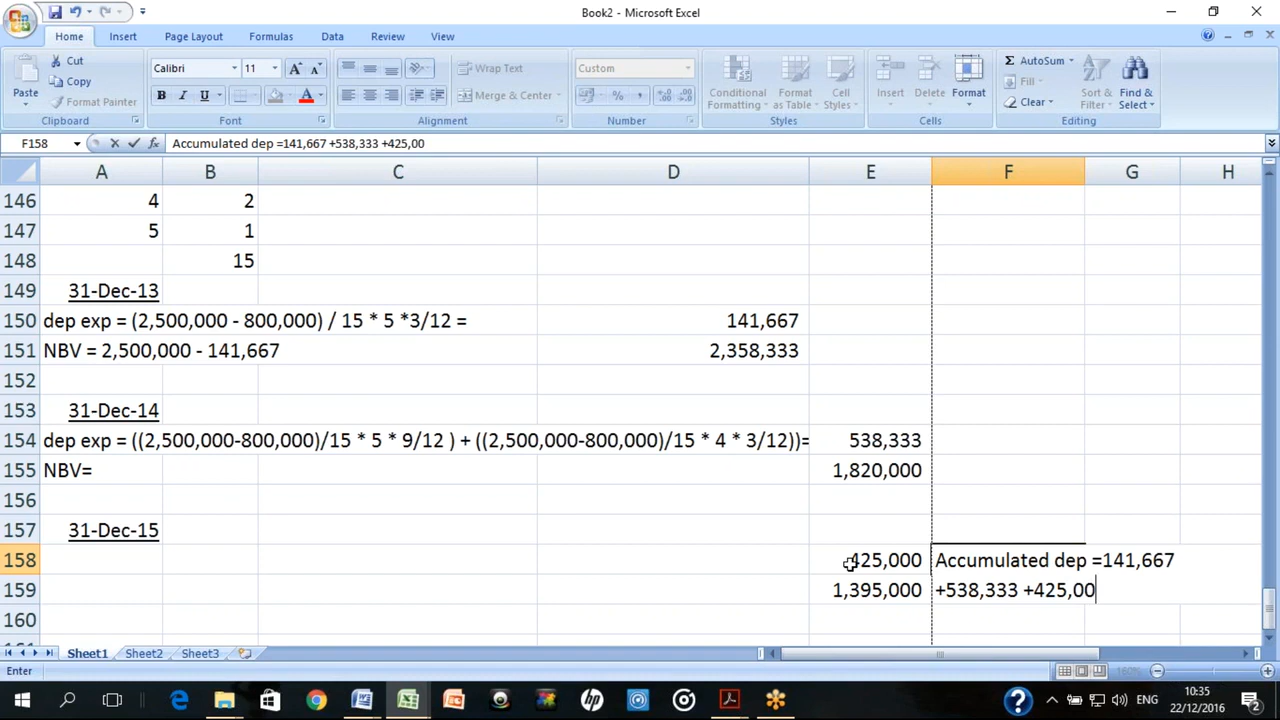 Book2 - Microsoft Excel
Home Insert Page Layout Formulas Data Review View
Cut
Copy
Format Painter
Paste
Clipboard
Calibri 11
B I U
Font
Wrap Text
Merge & Center
Alignment
Custom
Number
Conditional Formatting
Format as Table
Cell Styles
Styles
Insert Delete Format
Cells
AutoSum
Fill
Clear
Sort & Filter
Find & Select
Editing
F158 Accumulated dep =141,667 +538,333 +425,00
A B C D E F G H
146 4 2
147 5 1
148 15
149 31-Dec-13
150 dep exp = (2,500,000 - 800,000) / 15 * 5 *3/12 = 141,667
151 NBV = 2,500,000 - 141,667 2,358,333
152
153 31-Dec-14
154 dep exp = ((2,500,000-800,000)/15 * 5 * 9/12 ) + ((2,500,000-800,000)/15 * 4 * 3/12))= 538,333
155 NBV= 1,820,000
156
157 31-Dec-15
158 425,000 Accumulated dep =141,667
159 1,395,000 +538,333 +425,00
160
161
Sheet1 Sheet2 Sheet3
Enter 160%
ENG 10:35
22/12/2016 2